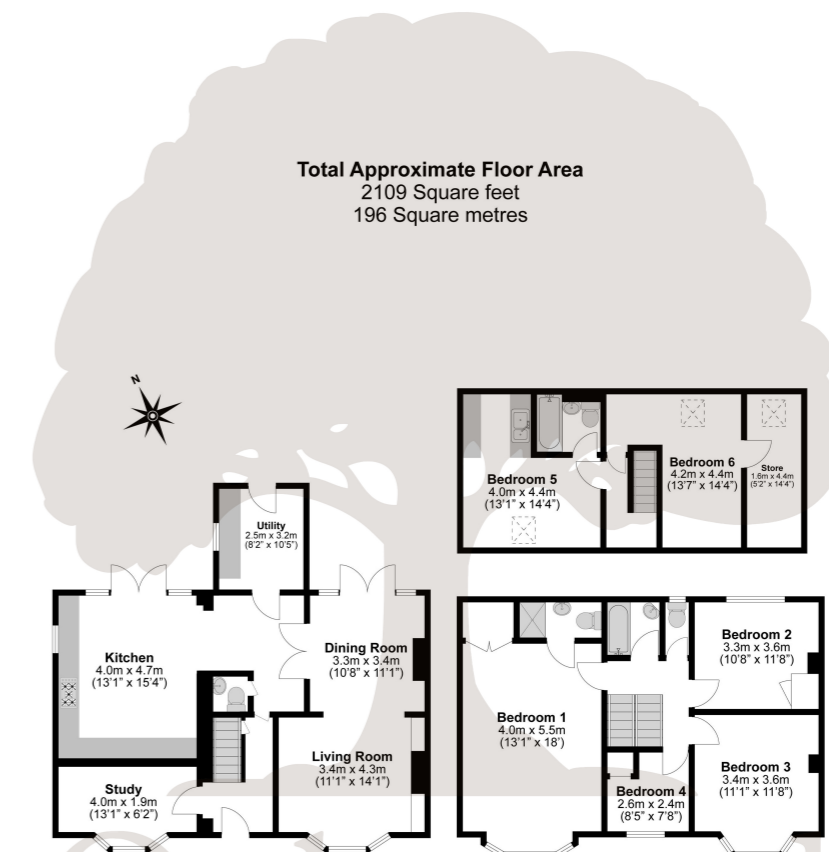 Total Approximate Floor Area
2109 Square feet
196 Square metres
N
Bedroom 5
4.0m x 4.4m
(13'1" x 14'4")
Bedroom 6
4.2m x 4.4m
(13'7" x 14'4")
Store
1.6m x 4.4m
(5'2" x 14'4")
Utility
2.5m x 3.2m
(8'2" x 10'5")
Kitchen
4.0m x 4.7m
(13'1" x 15'4")
Dining Room
3.3m x 3.4m
(10'8" x 11'1")
Living Room
3.4m x 4.3m
(11'1" x 14'1")
Study
4.0m x 1.9m
(13'1" x 6'2")
Bedroom 1
4.0m x 5.5m
(13'1" x 18')
Bedroom 2
3.3m x 3.6m
(10'8" x 11'8")
Bedroom 3
3.4m x 3.6m
(11'1" x 11'8")
Bedroom 4
2.6m x 2.4m
(8'5" x 7'8")